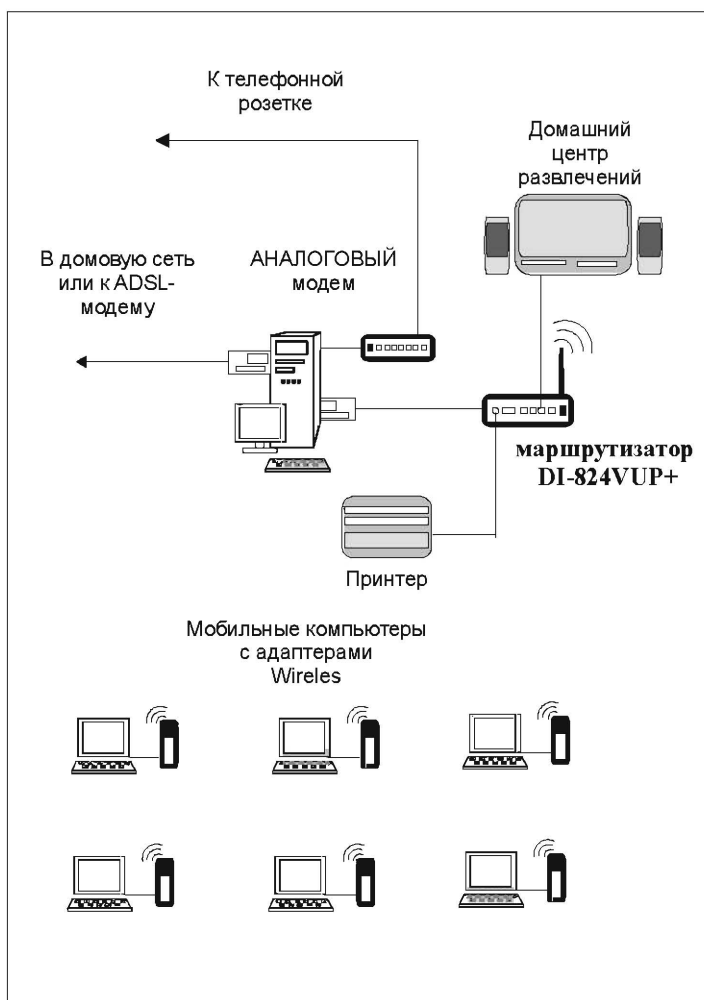 К телефонной
розетке
Домашний
центр
развлечений
В домовую сеть
или к ADSL-
модему
АНАЛОГОВЫЙ
модем
маршрутизатор
DI-824VUP+
Принтер
Мобильные компьютеры
с адаптерами
Wireles